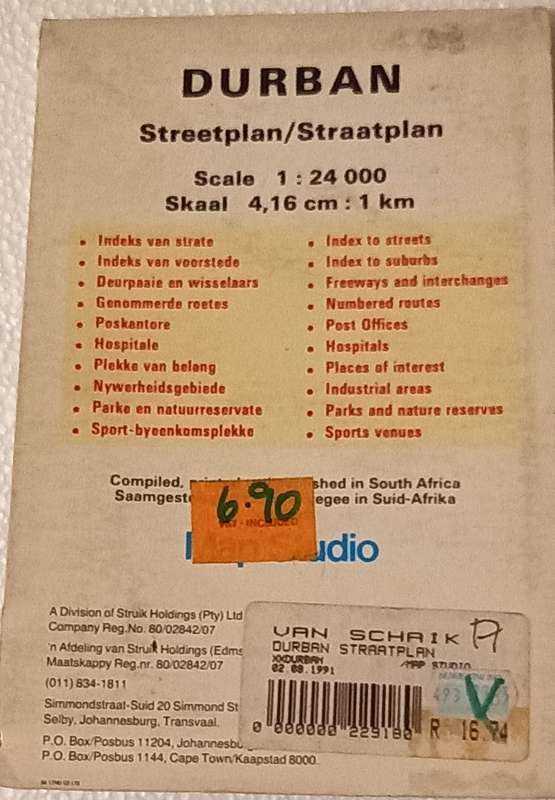 DURBAN
Streetplan/Straatplan
Scale 1 : 24 000
Skaal 4,16 cm : 1 km
• Indeks van strate
• Indeks van voorstede
• Deurpaaie en wisselaars
• Genommerde roetes
• Poskantore
• Hospitale
• Plekke van belang
• Nywerheidsgebiede
• Parke en natuurreservate
• Sport-byeenkomsplekke
• Index to streets
• Index to suburbs
• Freeways and interchanges
• Numbered routes
• Post Offices
• Hospitals
• Places of interest
• Industrial areas
• Parks and nature reserves
• Sports venues
Compiled, shed in South Africa
Saamgeste egee in Suid-Afrika
6.90
VAT-INCLUDED
Map Studio
A Division of Struik Holdings (Pty) Ltd
Company Reg.No. 80/02842/07
'n Afdeling van Struik Holdings (Edms
Maatskappy Reg.nr. 80/02842/07
(011) 834-1811
Simmondstraat-Suid 20 Simmond St
Selby, Johannesburg, Transvaal.
P.O. Box/Posbus 11204, Johannesbu
P.O. Box/Posbus 1144, Cape Town/Kaapstad 8000.
VAN SCHAIK
DURBAN STRAATPLAN
XXDURBAN /MAP STUDIO
02.08.1991
0 000000 229180 R 16.74